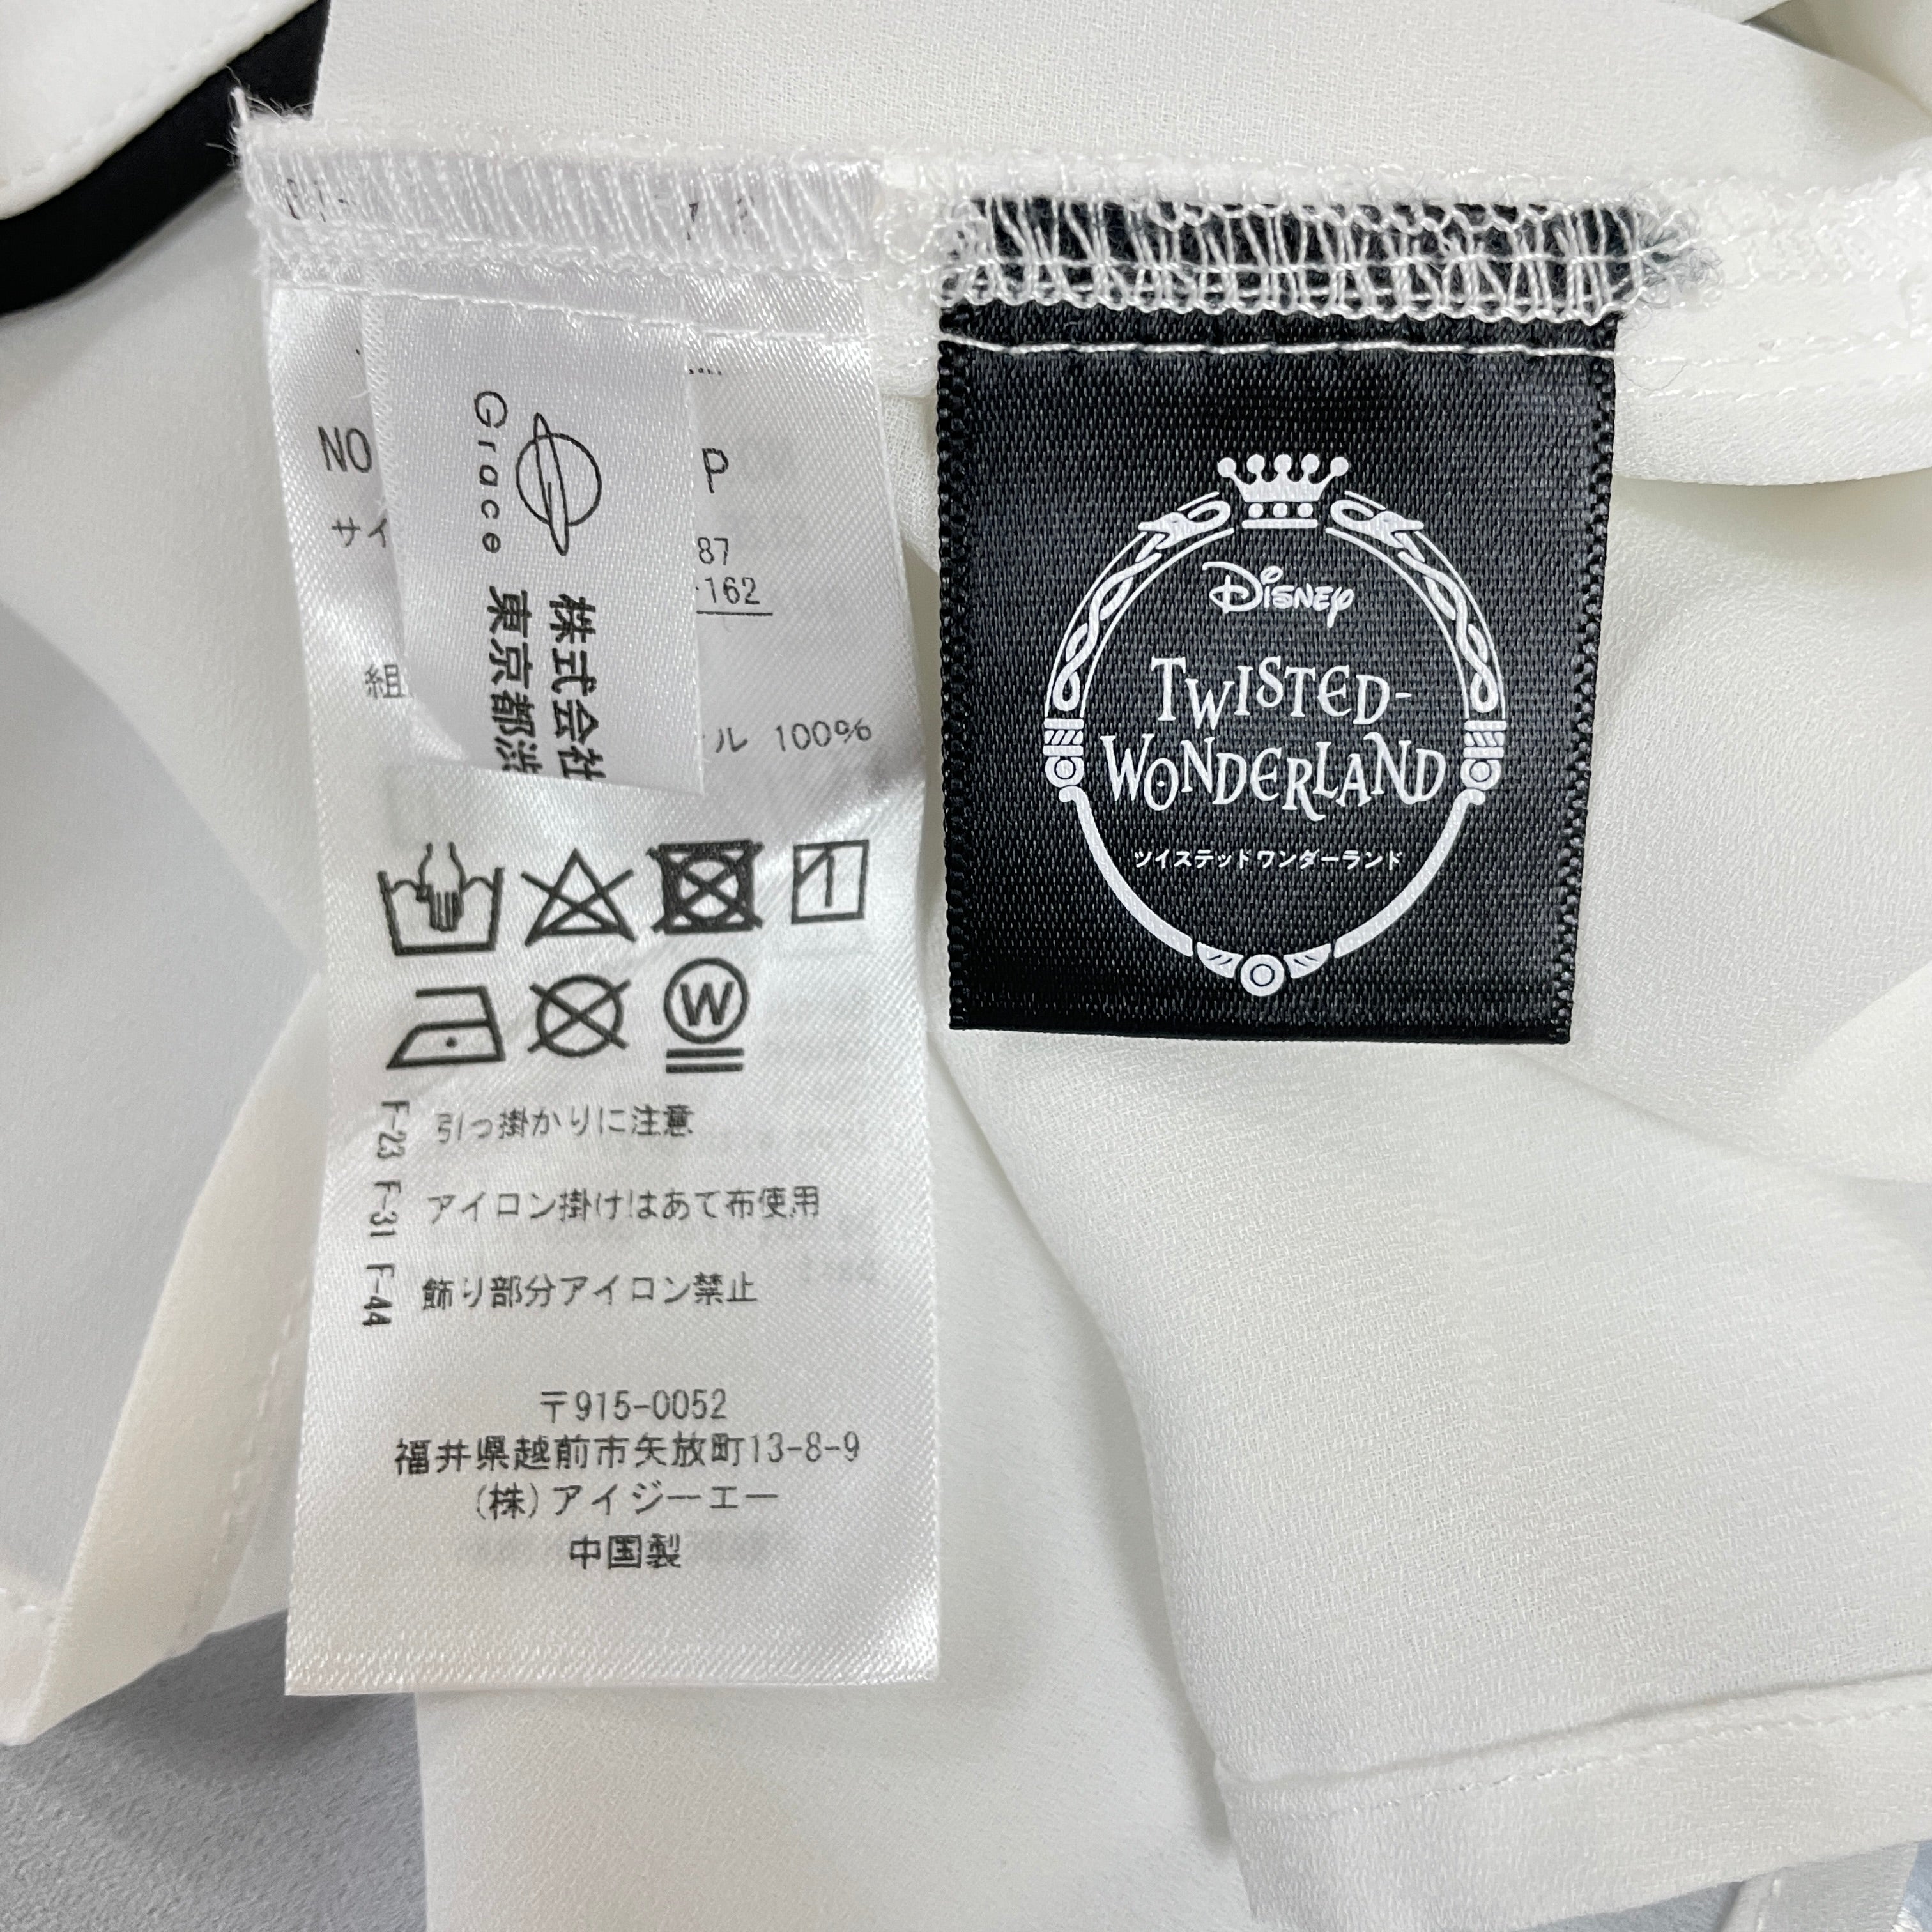 NO
P
サイ
87
-162
組
ル 100%
Grace
株式会社
東京都渋
W
F-23 引っ掛かりに注意
F-31 アイロン掛けはあて布使用
F-44 飾り部分アイロン禁止
〒915-0052
福井県越前市矢放町13-8-9
(株)アイジーエー
中国製
Disney
TWISTED-
WONDERLAND
ツイステッドワンダーランド